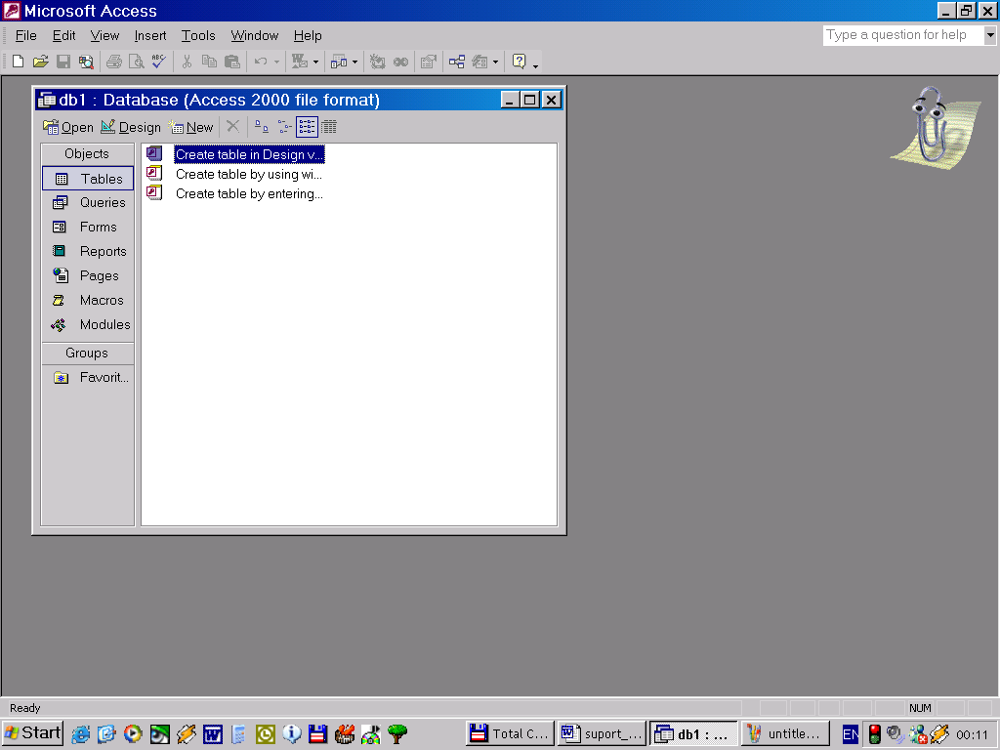 Microsoft Access
File Edit View Insert Tools Window Help
Type a question for help
db1 : Database (Access 2000 file format)
Open Design New
Objects
Tables
Queries
Forms
Reports
Pages
Macros
Modules
Groups
Favorit...
Create table in Design v...
Create table by using wi...
Create table by entering...
Ready
NUM
Start
Total C...
suport_...
db1 : ...
untitle...
EN
00:11